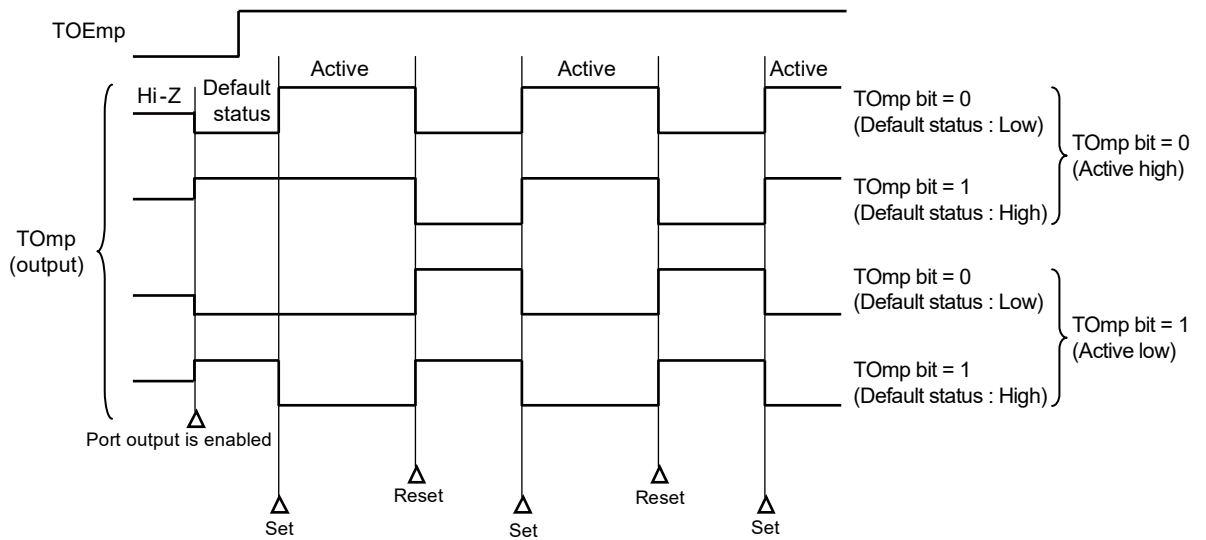 TOEmp
Active
Active
Active
Hi-Z
Default
status
TOmp bit = 0
(Default status : Low)
TOmp bit = 0
(Active high)
TOmp bit = 1
(Default status : High)
TOmp
(output)
TOmp bit = 0
(Default status : Low)
TOmp bit = 1
(Active low)
TOmp bit = 1
(Default status : High)
Port output is enabled
Reset
Reset
Set
Set
Set